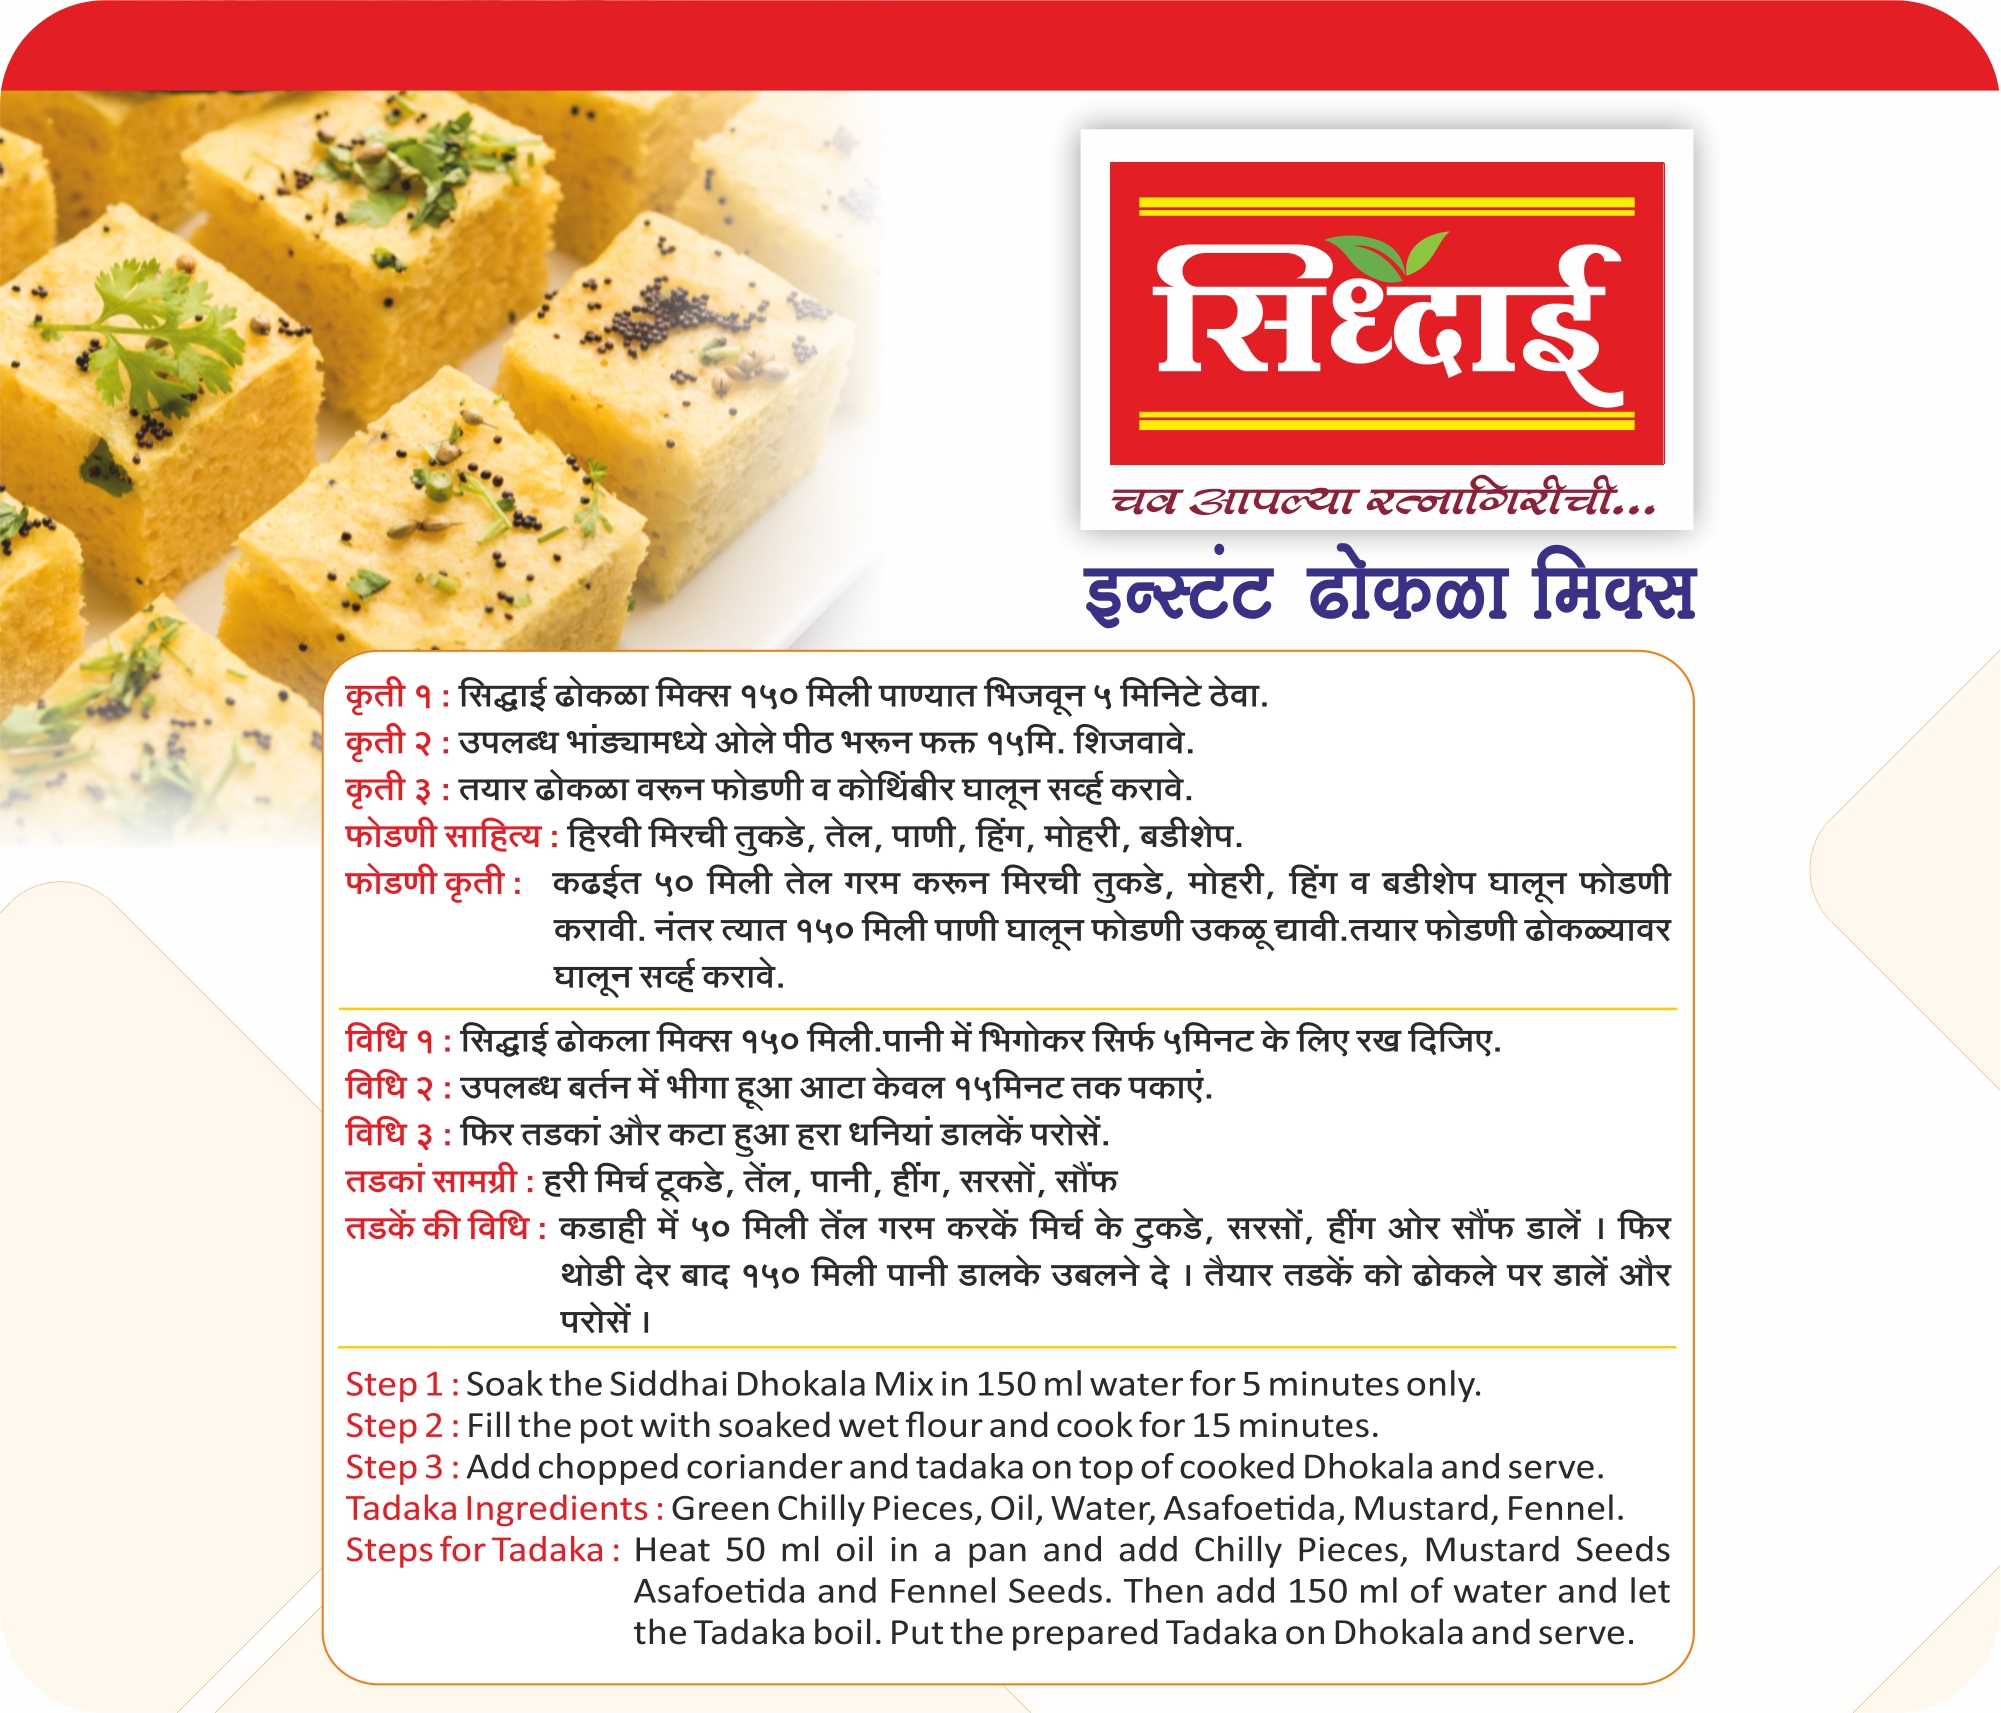 सिध्दाई
चव आपल्या रत्नागिरीची...
इन्स्टंट ढोकळा मिक्स
कृती १ : सिद्धाई ढोकळा मिक्स १५० मिली पाण्यात भिजवून ५ मिनिटे ठेवा.
कृती २ : उपलब्ध भांड्यामध्ये ओले पीठ भरून फक्त १५मि. शिजवावे.
कृती ३ : तयार ढोकळा वरून फोडणी व कोथिंबीर घालून सर्व्ह करावे.
फोडणी साहित्य : हिरवी मिरची तुकडे, तेल, पाणी, हिंग, मोहरी, बडीशेप.
फोडणी कृती : कढईत ५० मिली तेल गरम करून मिरची तुकडे, मोहरी, हिंग व बडीशेप घालून फोडणी
करावी. नंतर त्यात १५० मिली पाणी घालून फोडणी उकळू द्यावी.तयार फोडणी ढोकळ्यावर
घालून सर्व्ह करावे.
विधि १ : सिद्धाई ढोकला मिक्स १५० मिली.पानी में भिगोकर सिर्फ ५मिनट के लिए रख दिजिए.
विधि २ : उपलब्ध बर्तन में भीगा हूआ आटा केवल १५मिनट तक पकाएं.
विधि ३ : फिर तडकां और कटा हुआ हरा धनियां डालकें परोसें.
तडकां सामग्री : हरी मिर्च टूकडे, तेंल, पानी, हींग, सरसों, सौंफ
तडकें की विधि : कडाही में ५० मिली तेंल गरम करकें मिर्च के टुकडे, सरसों, हींग ओर सौंफ डालें । फिर
थोडी देर बाद १५० मिली पानी डालके उबलने दे । तैयार तडकें को ढोकले पर डालें और
परोसें ।
Step 1 : Soak the Siddhai Dhokala Mix in 150 ml water for 5 minutes only.
Step 2 : Fill the pot with soaked wet flour and cook for 15 minutes.
Step 3 : Add chopped coriander and tadaka on top of cooked Dhokala and serve.
Tadaka Ingredients : Green Chilly Pieces, Oil, Water, Asafoetida, Mustard, Fennel.
Steps for Tadaka : Heat 50 ml oil in a pan and add Chilly Pieces, Mustard Seeds
Asafoetida and Fennel Seeds. Then add 150 ml of water and let
the Tadaka boil. Put the prepared Tadaka on Dhokala and serve.